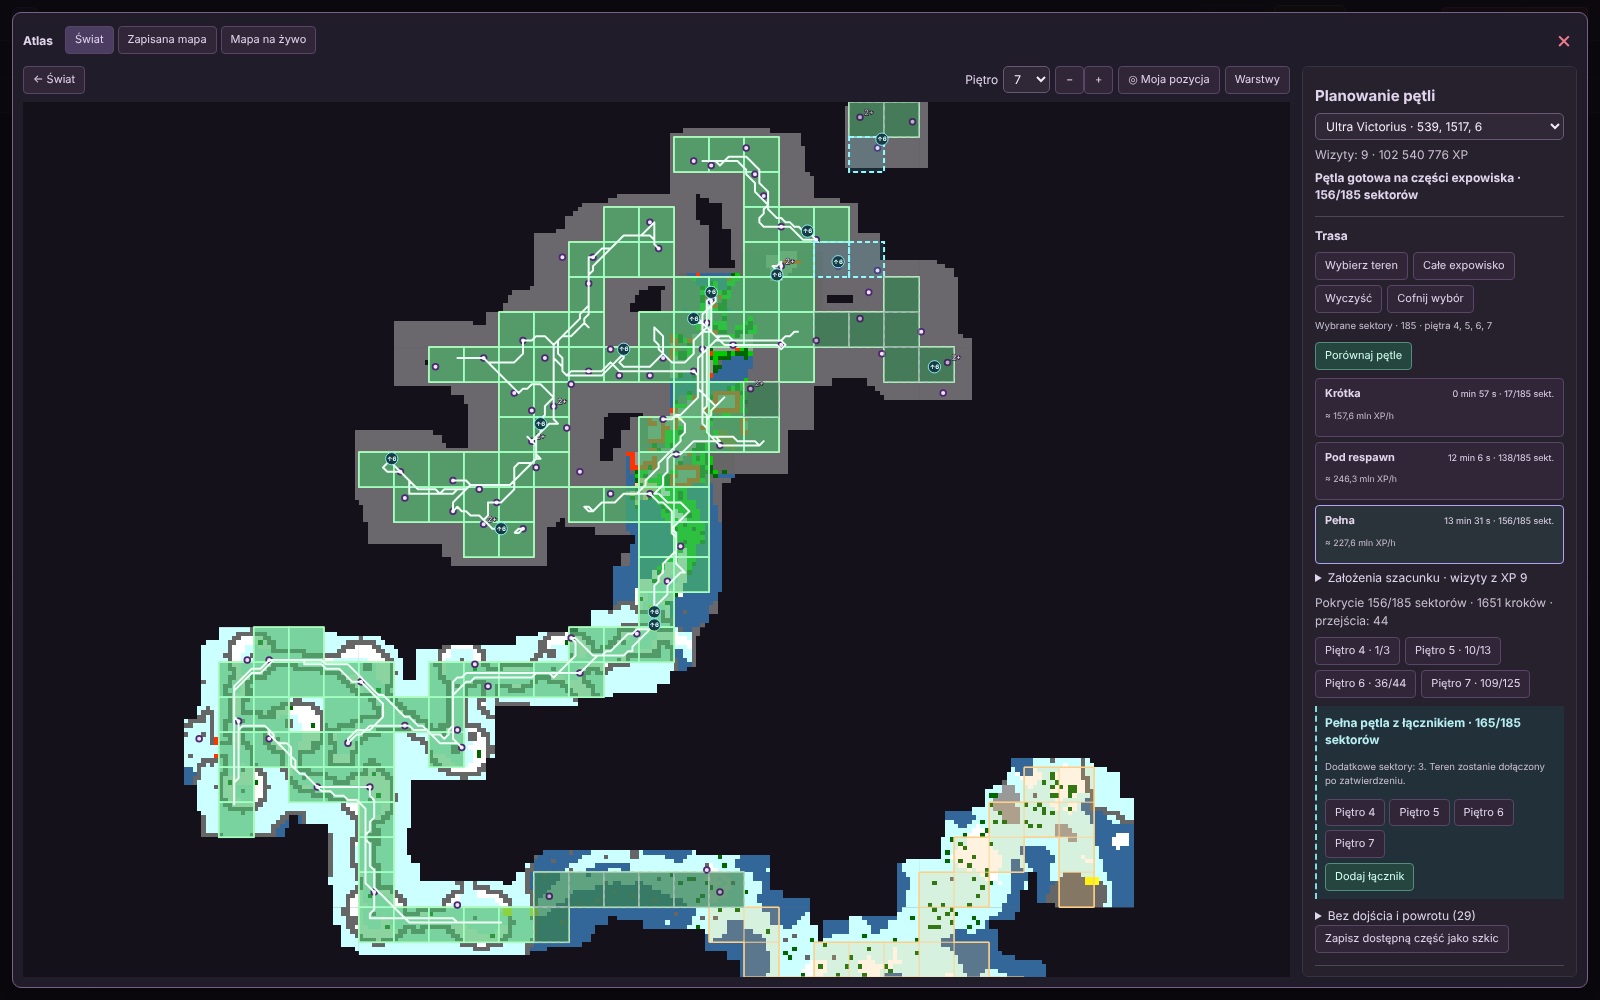 Atlas
Świat
Zapisana mapa
Mapa na żywo
← Świat
Piętro
7
−
+
◎ Moja pozycja
Warstwy
Planowanie pętli
Ultra Victorius · 539, 1517, 6
Wizyty: 9 · 102 540 776 XP
Pętla gotowa na części expowiska ·
156/185 sektorów
Trasa
Wybierz teren
Całe expowisko
Wyczyść
Cofnij wybór
Wybrane sektory · 185 · piętra 4, 5, 6, 7
Porównaj pętle
Krótka
0 min 57 s · 17/185 sekt.
≈ 157,6 mln XP/h
Pod respawn
12 min 6 s · 138/185 sekt.
≈ 246,3 mln XP/h
Pełna
13 min 31 s · 156/185 sekt.
≈ 227,6 mln XP/h
Założenia szacunku · wizyty z XP 9
Pokrycie 156/185 sektorów · 1651 kroków ·
przejścia: 44
Piętro 4 · 1/3
Piętro 5 · 10/13
Piętro 6 · 36/44
Piętro 7 · 109/125
Pełna pętla z łącznikiem · 165/185
sektorów
Dodatkowe sektory: 3. Teren zostanie dołączony
po zatwierdzeniu.
Piętro 4
Piętro 5
Piętro 6
Piętro 7
Dodaj łącznik
Bez dojścia i powrotu (29)
Zapisz dostępną część jako szkic